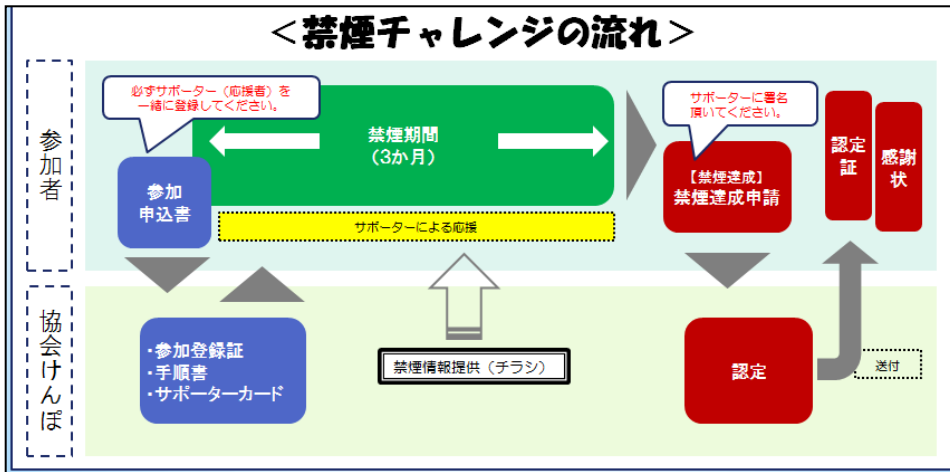 ＜禁煙チャレンジの流れ＞
参加者
必ずサポーター（応援者）を
一緒に登録してください。
禁煙期間
（3か月）
サポーターに署名
頂いてください。
参加
申込書
【禁煙達成】
禁煙達成申請
認定
証
感謝
状
サポーターによる応援
協会けんぽ
・参加登録証
・手順書
・サポーターカード
禁煙情報提供（チラシ）
認定
送付